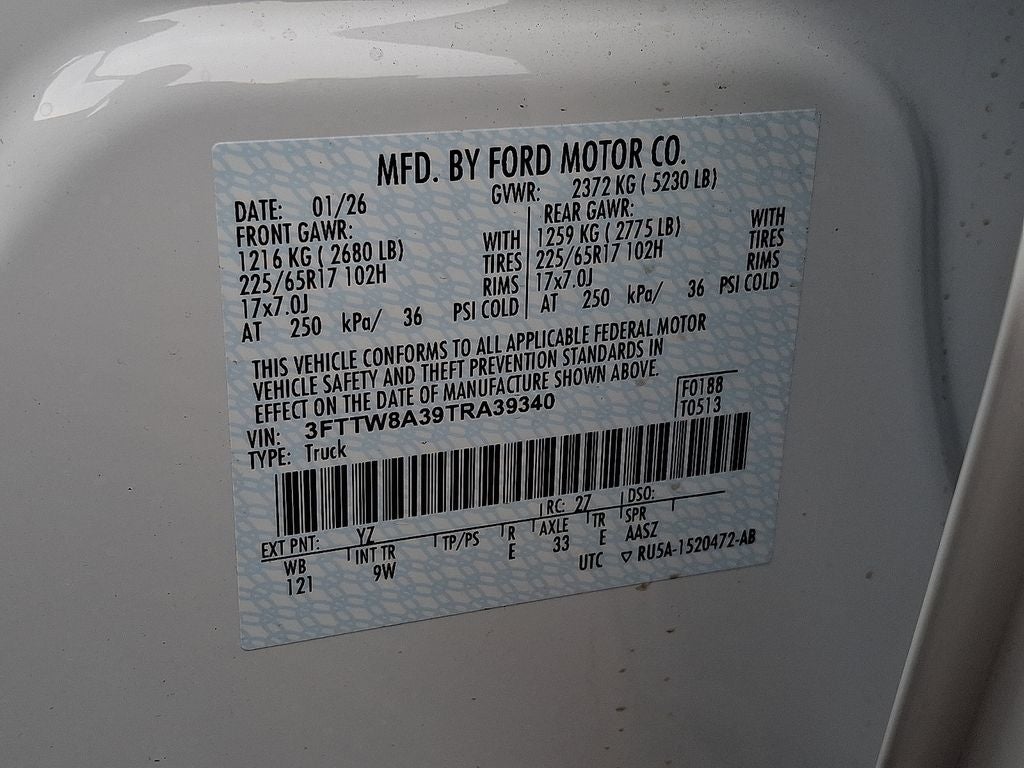 MFD. BY FORD MOTOR CO.
DATE: 01/26 GVWR: 2372 KG ( 5230 LB)
FRONT GAWR: REAR GAWR:
1216 KG ( 2680 LB) WITH 1259 KG ( 2775 LB) WITH
225/65R17 102H TIRES 225/65R17 102H TIRES
17x7.0J RIMS 17x7.0J RIMS
AT 250 kPa/ 36 PSI COLD AT 250 kPa/ 36 PSI COLD
THIS VEHICLE CONFORMS TO ALL APPLICABLE FEDERAL MOTOR
VEHICLE SAFETY AND THEFT PREVENTION STANDARDS IN
EFFECT ON THE DATE OF MANUFACTURE SHOWN ABOVE.
VIN: 3FTTW8A39TRA39340 F0188
TYPE: Truck T0513
EXT PNT: YZ RC: 27 DSO:
WB INT TR TP/PS R AXLE TR SPR
121 9W E 33 E AASZ
UTC ▽ RU5A-1520472-AB